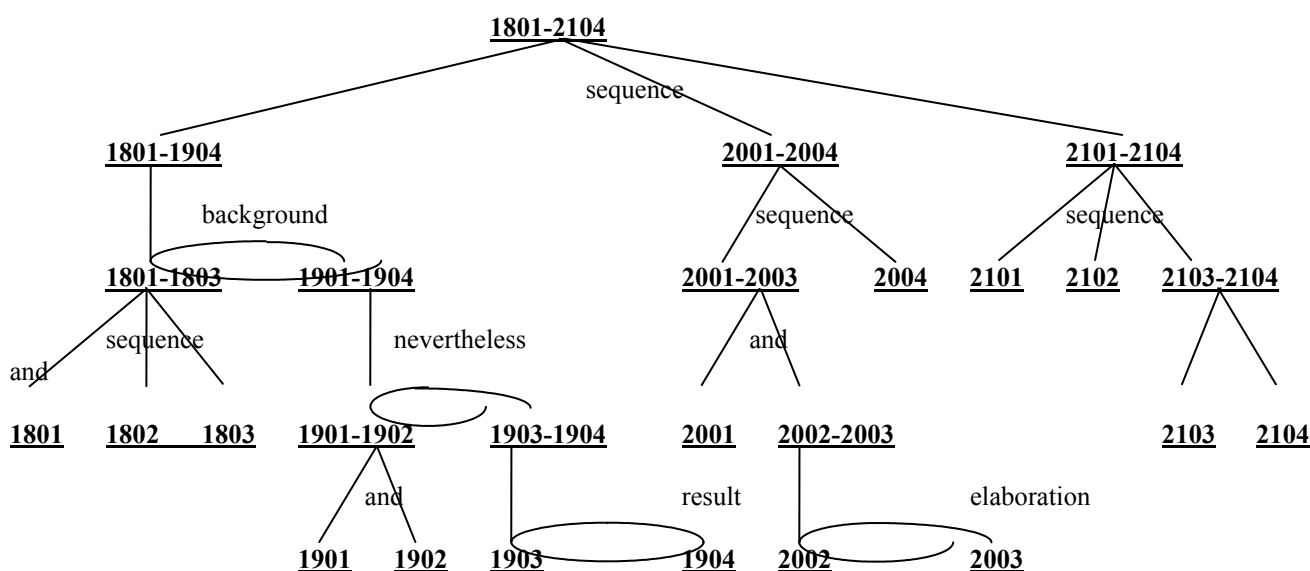 1801-2104
sequence
1801-1904 2001-2004 2101-2104
background sequence sequence
1801-1803 1901-1904 2001-2003 2004 2101 2102 2103-2104
sequence nevertheless and
and
1801 1802 1803 1901-1902 1903-1904 2001 2002-2003 2103 2104
and result elaboration
1901 1902 1903 1904 2002 2003